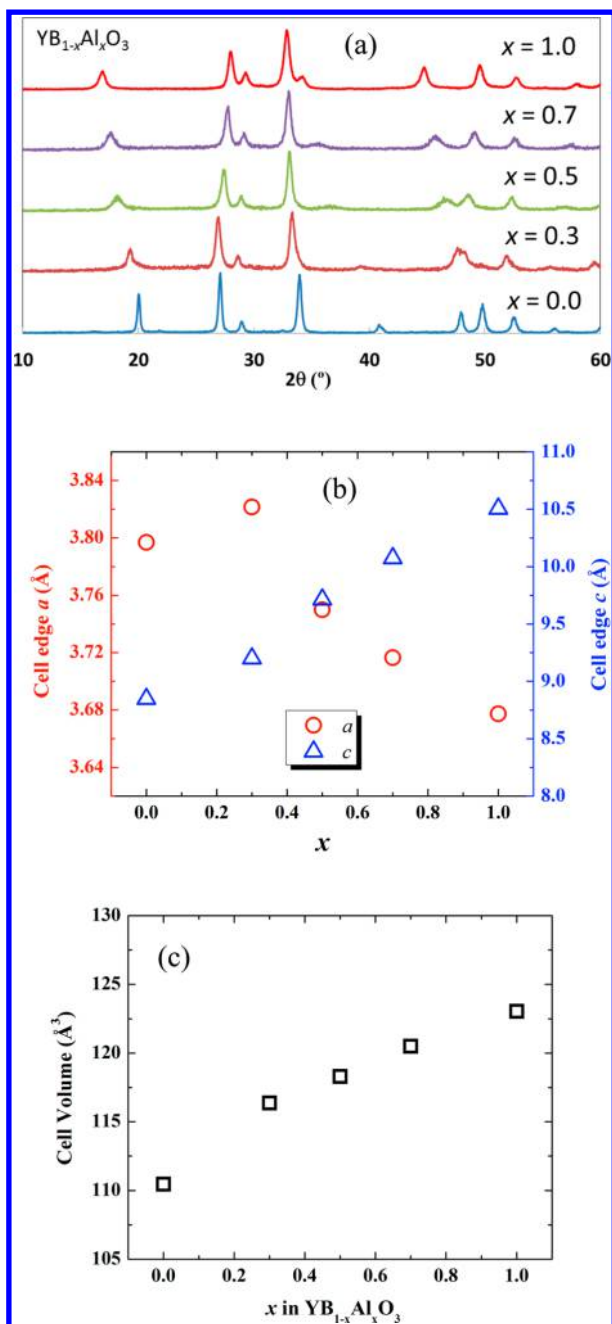 YB1-xAlxO3
(a)
x = 1.0
x = 0.7
x = 0.5
x = 0.3
x = 0.0
10 20 30 40 50 60
2θ (º)
(b)
3.84
3.80
3.76
3.72
3.68
3.64
Cell edge a (Å)
11.0
10.5
10.0
9.5
9.0
8.5
8.0
Cell edge c (Å)
a
c
0.0 0.2 0.4 0.6 0.8 1.0
x
(c)
130
125
120
115
110
105
Cell Volume (Å3)
0.0 0.2 0.4 0.6 0.8 1.0
x in YB1-xAlxO3